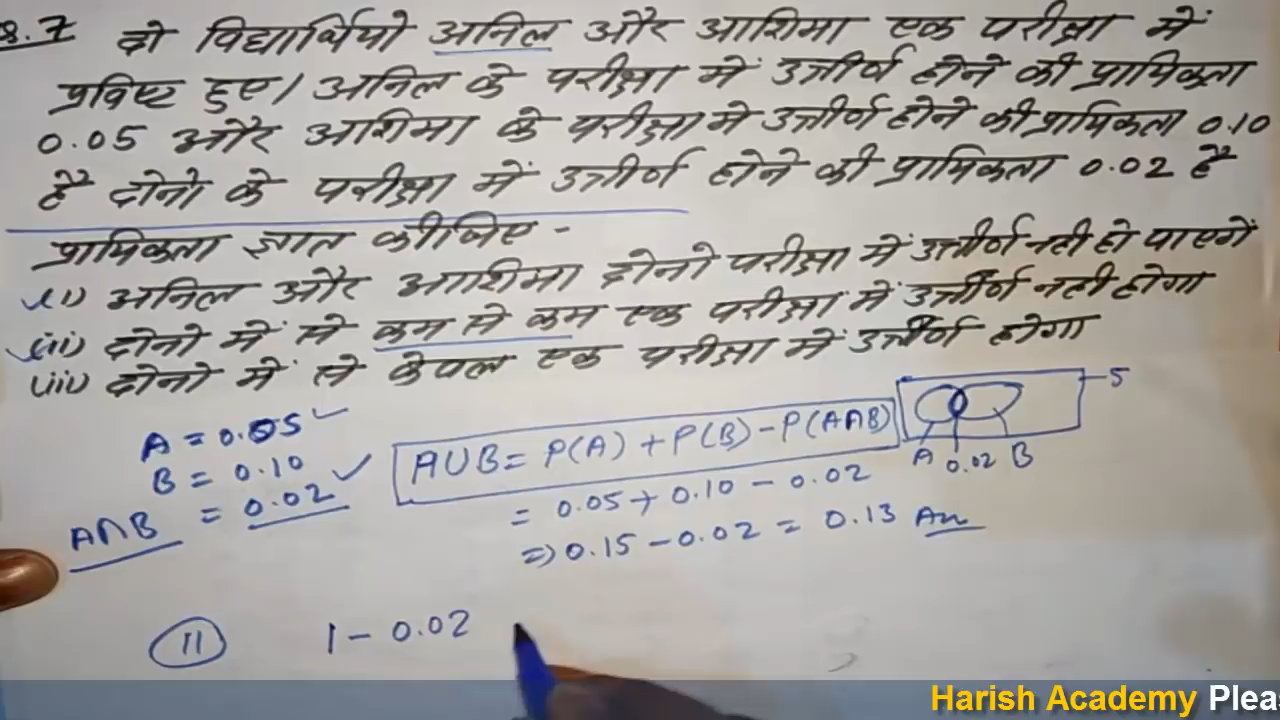 8.7 दो विद्यार्थियो अनिल और आशिमा एक परीक्षा में
प्रविष्ट हुए। अनिल के परीक्षा में उत्तीर्ण होने की प्रायिकता
0.05 और आशिमा के परीक्षा मे उत्तीर्ण होने की प्रायिकता 0.10
है दोनो के परीक्षा में उत्तीर्ण होने की प्रायिकता 0.02 है
प्रायिकता ज्ञात कीजिए -
(i) अनिल और आशिमा दोनो परीक्षा में उत्तीर्ण नही हो पाएगें
(ii) दोनो में से कम से कम एक परीक्षा में उत्तीर्ण नही होगा
(iii) दोनो में से केवल एक परीक्षा में उत्तीर्ण होगा
A = 0.05
B = 0.10
A∩B = 0.02
A∪B = P(A) + P(B) - P(A∩B)
= 0.05 + 0.10 - 0.02
=> 0.15 - 0.02 = 0.13 An
S
A 0.02 B
11 1 - 0.02
Harish Academy Plea